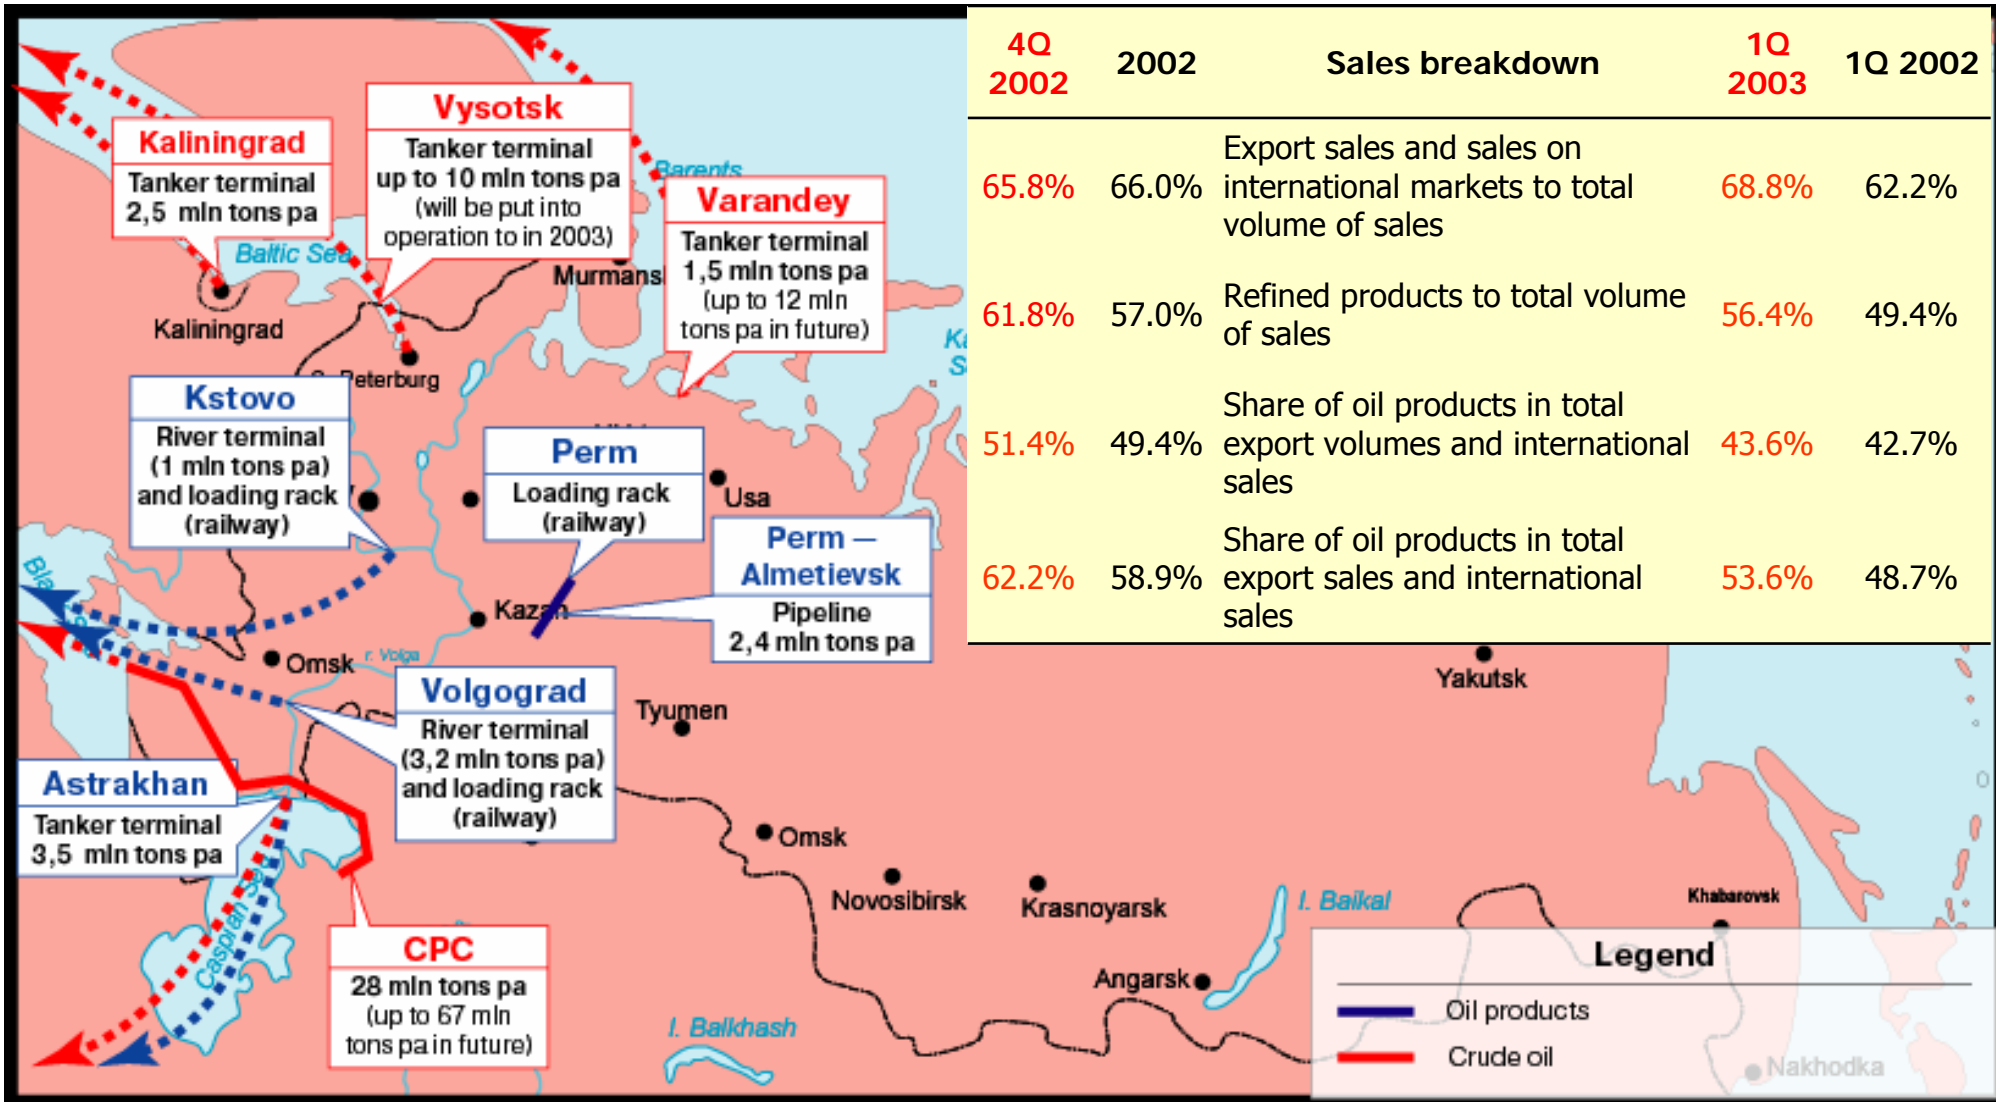 4Q 2002
2002
Sales breakdown
1Q 2003
1Q 2002
65.8%
66.0%
Export sales and sales on
international markets to total
volume of sales
68.8%
62.2%
61.8%
57.0%
Refined products to total volume
of sales
56.4%
49.4%
51.4%
49.4%
Share of oil products in total
export volumes and international
sales
43.6%
42.7%
62.2%
58.9%
Share of oil products in total
export sales and international
sales
53.6%
48.7%
Kaliningrad
Tanker terminal
2,5 mln tons pa
Vysotsk
Tanker terminal
up to 10 mln tons pa
(will be put into
operation to in 2003)
Barents
Varandey
Tanker terminal
1,5 mln tons pa
(up to 12 mln
tons pa in future)
Baltic Sea
Kaliningrad
Peterburg
Kstovo
River terminal
(1 mln tons pa)
and loading rack
(railway)
Perm
Loading rack
(railway)
Usa
Perm —
Almetievsk
Pipeline
2,4 mln tons pa
Kazan
Omsk
r. Volga
Volgograd
River terminal
(3,2 mln tons pa)
and loading rack
(railway)
Tyumen
Yakutsk
Astrakhan
Tanker terminal
3,5 mln tons pa
Caspian Sea
CPC
28 mln tons pa
(up to 67 mln
tons pa in future)
Omsk
Novosibirsk
Krasnoyarsk
Angarsk
l. Baikal
l. Balkhash
Khabarovsk
Legend
Oil products
Crude oil
Nakhodka